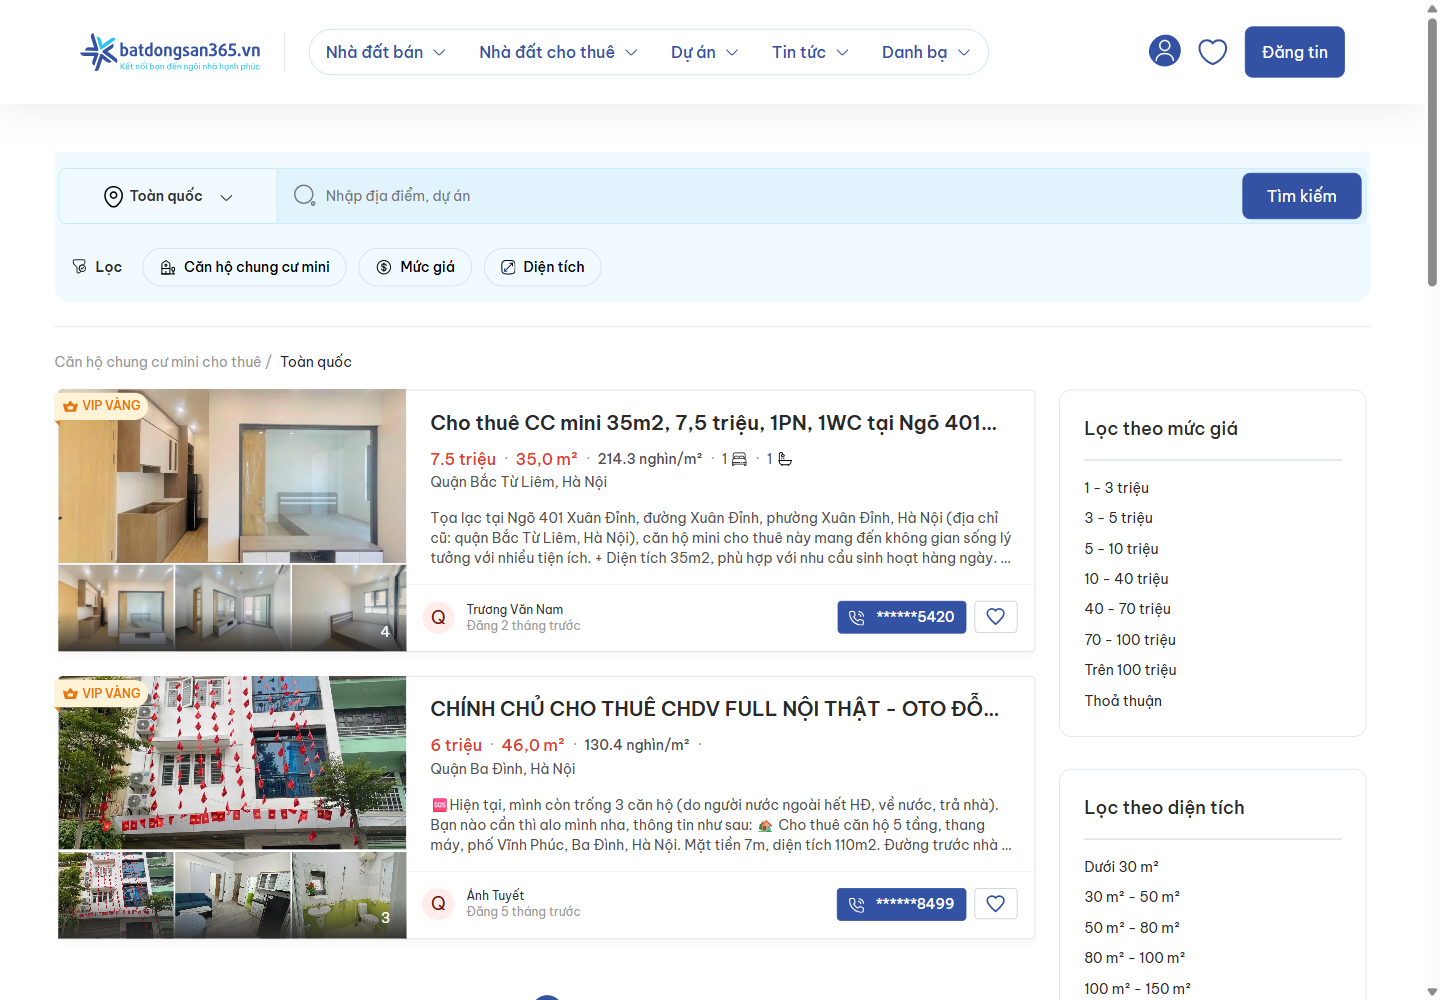 batdongsan365.vn
Kết nối bạn đến ngôi nhà hạnh phúc
Nhà đất bán
Nhà đất cho thuê
Dự án
Tin tức
Danh bạ
Đăng tin
Toàn quốc
Nhập địa điểm, dự án
Tìm kiếm
Lọc
Căn hộ chung cư mini
Mức giá
Diện tích
Căn hộ chung cư mini cho thuê / Toàn quốc
VIP VÀNG
4
Cho thuê CC mini 35m2, 7,5 triệu, 1PN, 1WC tại Ngõ 401...
7.5 triệu · 35,0 m² · 214.3 nghìn/m² · 1 · 1
Quận Bắc Từ Liêm, Hà Nội
Tọa lạc tại Ngõ 401 Xuân Đỉnh, đường Xuân Đỉnh, phường Xuân Đỉnh, Hà Nội (địa chỉ
cũ: quận Bắc Từ Liêm, Hà Nội), căn hộ mini cho thuê này mang đến không gian sống lý
tưởng với nhiều tiện ích. + Diện tích 35m2, phù hợp với nhu cầu sinh hoạt hàng ngày. ...
Q
Trương Văn Nam
Đăng 2 tháng trước
******5420
VIP VÀNG
3
CHÍNH CHỦ CHO THUÊ CHDV FULL NỘI THẬT - OTO ĐỖ...
6 triệu · 46,0 m² · 130.4 nghìn/m² ·
Quận Ba Đình, Hà Nội
🆘Hiện tại, mình còn trống 3 căn hộ (do người nước ngoài hết HĐ, về nước, trả nhà).
Bạn nào cần thì alo mình nha, thông tin như sau: 🏠 Cho thuê căn hộ 5 tầng, thang
máy, phố Vĩnh Phúc, Ba Đình, Hà Nội. Mặt tiền 7m, diện tích 110m2. Đường trước nhà ...
Q
Ánh Tuyết
Đăng 5 tháng trước
******8499
Lọc theo mức giá
1 - 3 triệu
3 - 5 triệu
5 - 10 triệu
10 - 40 triệu
40 - 70 triệu
70 - 100 triệu
Trên 100 triệu
Thoả thuận
Lọc theo diện tích
Dưới 30 m²
30 m² - 50 m²
50 m² - 80 m²
80 m² - 100 m²
100 m² - 150 m²